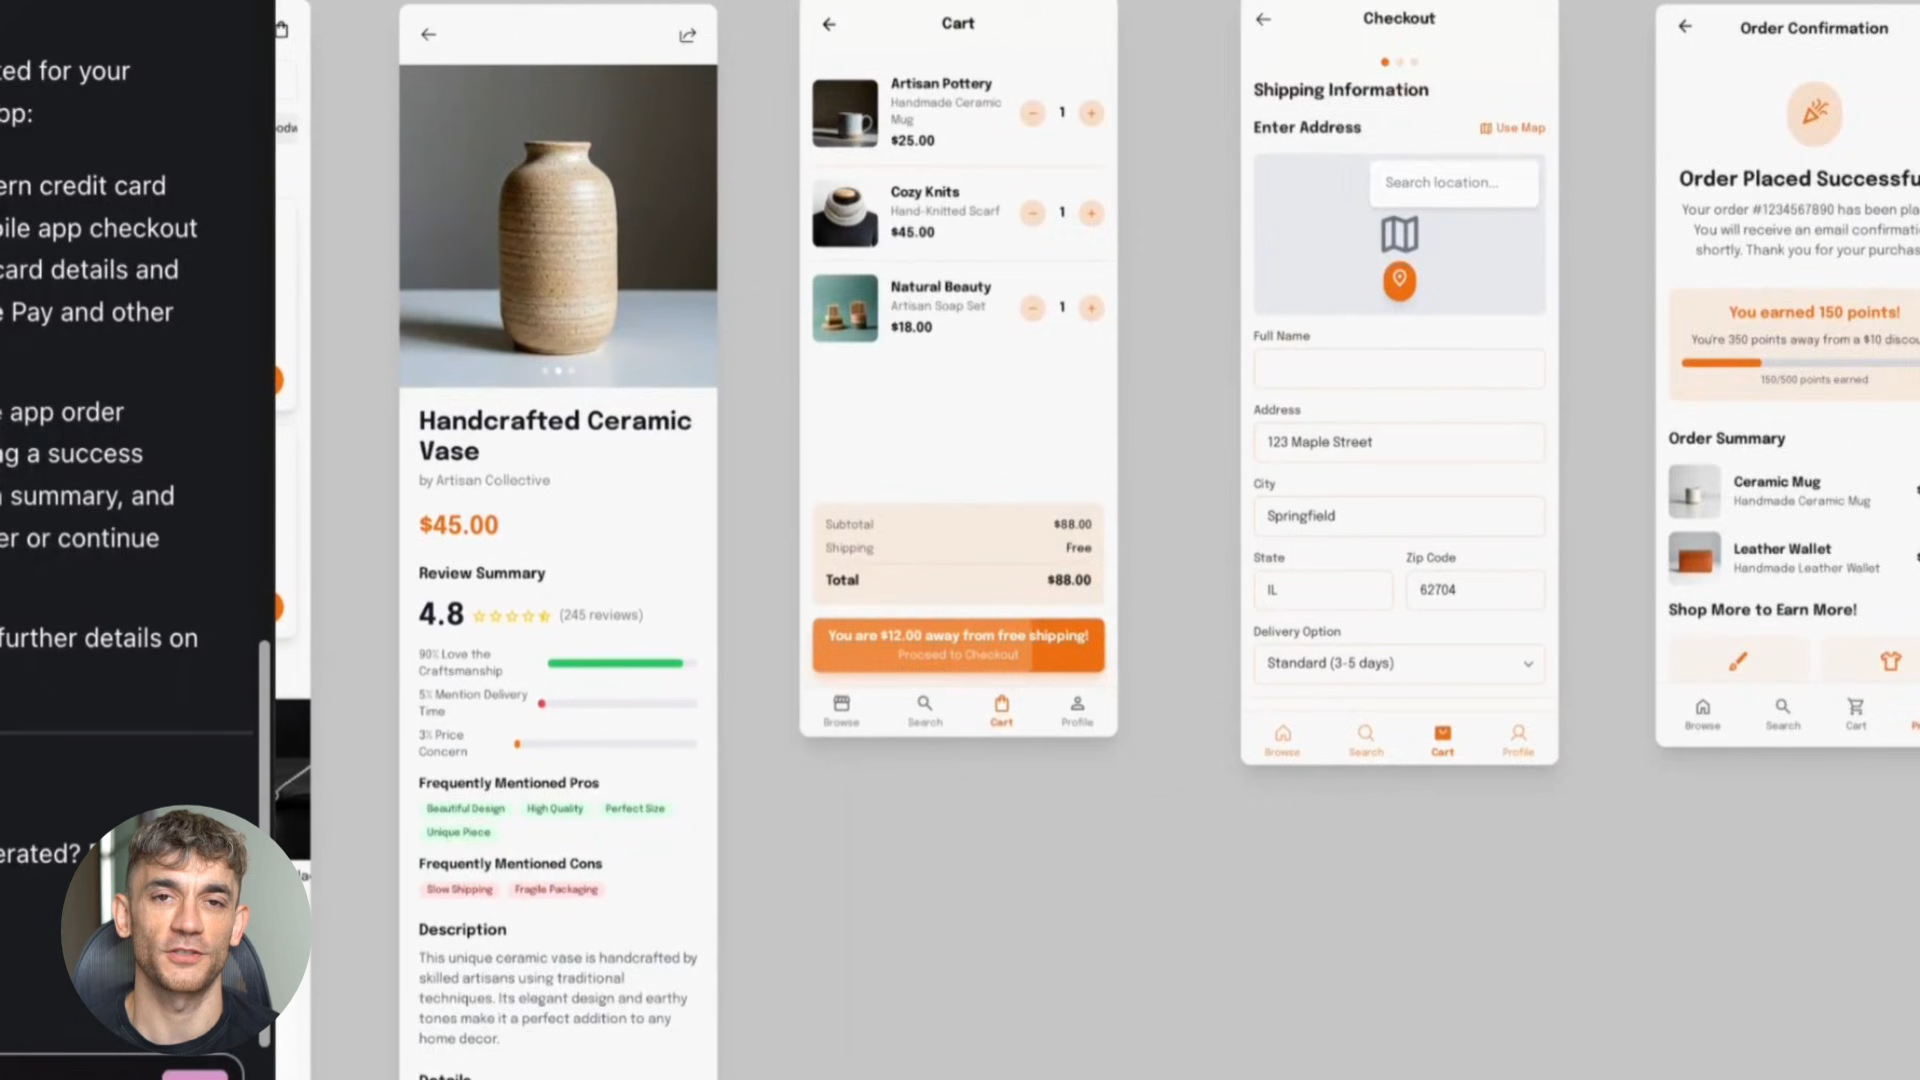 ted for your
pp:
ern credit card
ile app checkout
card details and
e Pay and other
e app order
ng a success
summary, and
er or continue
further details on
erated?
Handcrafted Ceramic
Vase
by Artisan Collective
$45.00
Review Summary
4.8 (245 reviews)
90% Love the
Craftsmanship
5% Mention Delivery
Time
3% Price
Concern
Frequently Mentioned Pros
Beautiful Design High Quality Perfect Size
Unique Piece
Frequently Mentioned Cons
Slow Shipping Fragile Packaging
Description
This unique ceramic vase is handcrafted by
skilled artisans using traditional
techniques. Its elegant design and earthy
tones make it a perfect addition to any
home decor.
Details
Cart
Artisan Pottery
Handmade Ceramic
Mug
$25.00
1
Cozy Knits
Hand-Knitted Scarf
$45.00
1
Natural Beauty
Artisan Soap Set
$18.00
1
Subtotal $88.00
Shipping Free
Total $88.00
You are $12.00 away from free shipping!
Proceed to Checkout
Browse Search Cart Profile
Checkout
Shipping Information
Enter Address Use Map
Search location...
Full Name
Address
123 Maple Street
City
Springfield
State Zip Code
IL 62704
Delivery Option
Standard (3-5 days)
Browse Search Cart Profile
Order Confirmation
Order Placed Successfu
Your order #1234567890 has been pla
You will receive an email confirmati
shortly. Thank you for your purchas
You earned 150 points!
You're 350 points away from a $10 discou
150/500 points earned
Order Summary
Ceramic Mug
Handmade Ceramic Mug
Leather Wallet
Handmade Leather Wallet
Shop More to Earn More!
Browse Search Cart